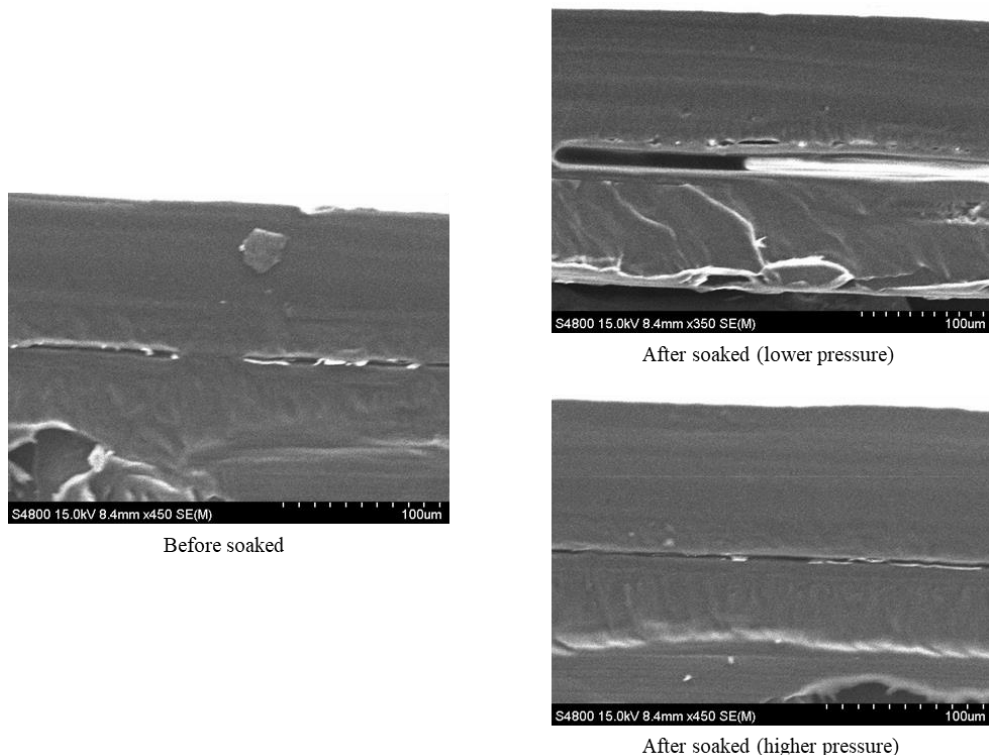 S4800 15.0kV 8.4mm x450 SE(M) 100um
Before soaked
S4800 15.0kV 8.4mm x350 SE(M) 100um
After soaked (lower pressure)
S4800 15.0kV 8.4mm x450 SE(M) 100um
After soaked (higher pressure)